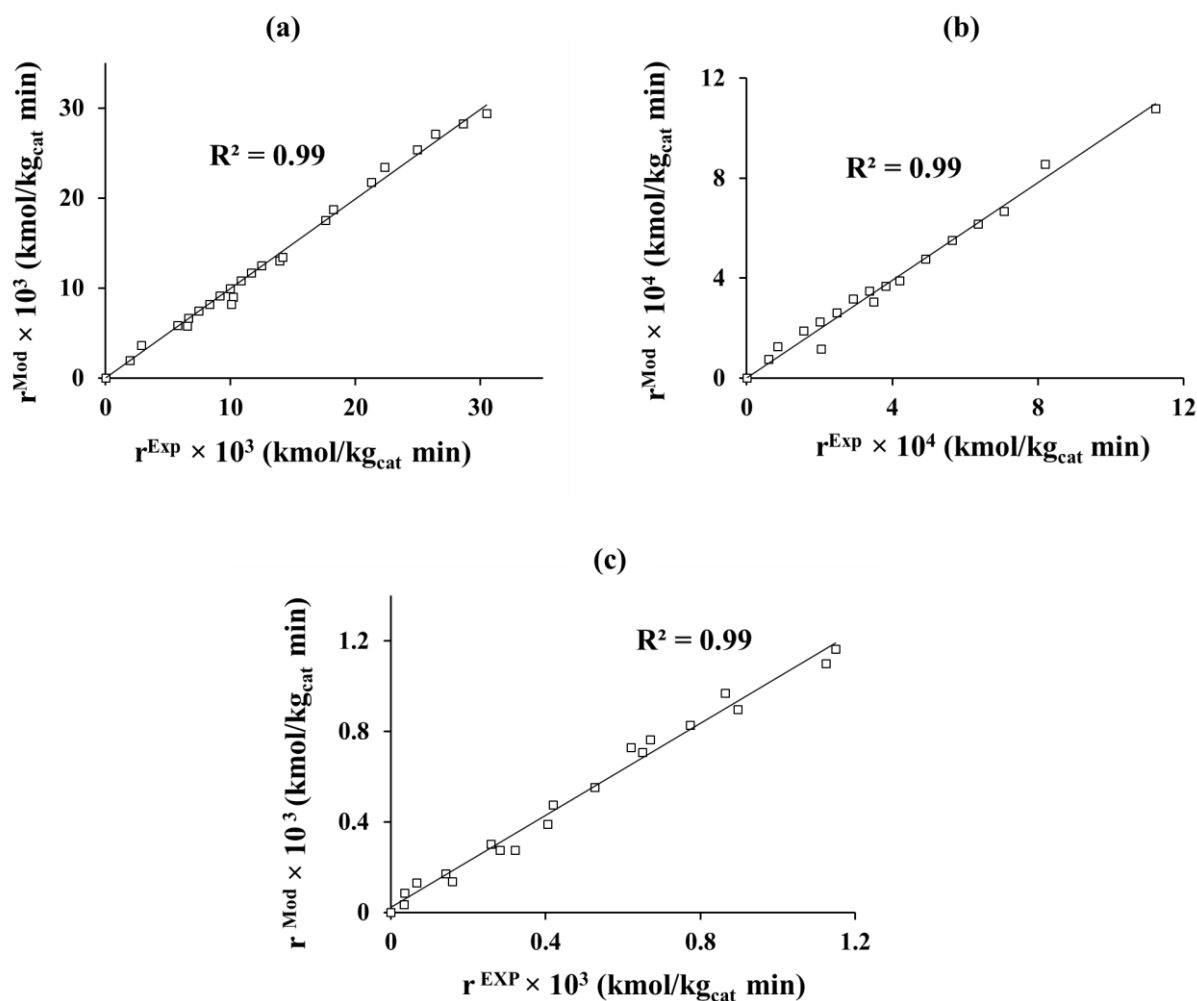 (a)
r^Mod × 10^3 (kmol/kg_cat min)
30
20
10
0
R² = 0.99
0 10 20 30
r^Exp × 10^3 (kmol/kg_cat min)
(b)
r^Mod × 10^4 (kmol/kg_cat min)
12
8
4
0
R² = 0.99
0 4 8 12
r^Exp × 10^4 (kmol/kg_cat min)
(c)
r^Mod × 10^3 (kmol/kg_cat min)
1.2
0.8
0.4
0
R² = 0.99
0 0.4 0.8 1.2
r^EXP × 10^3 (kmol/kg_cat min)